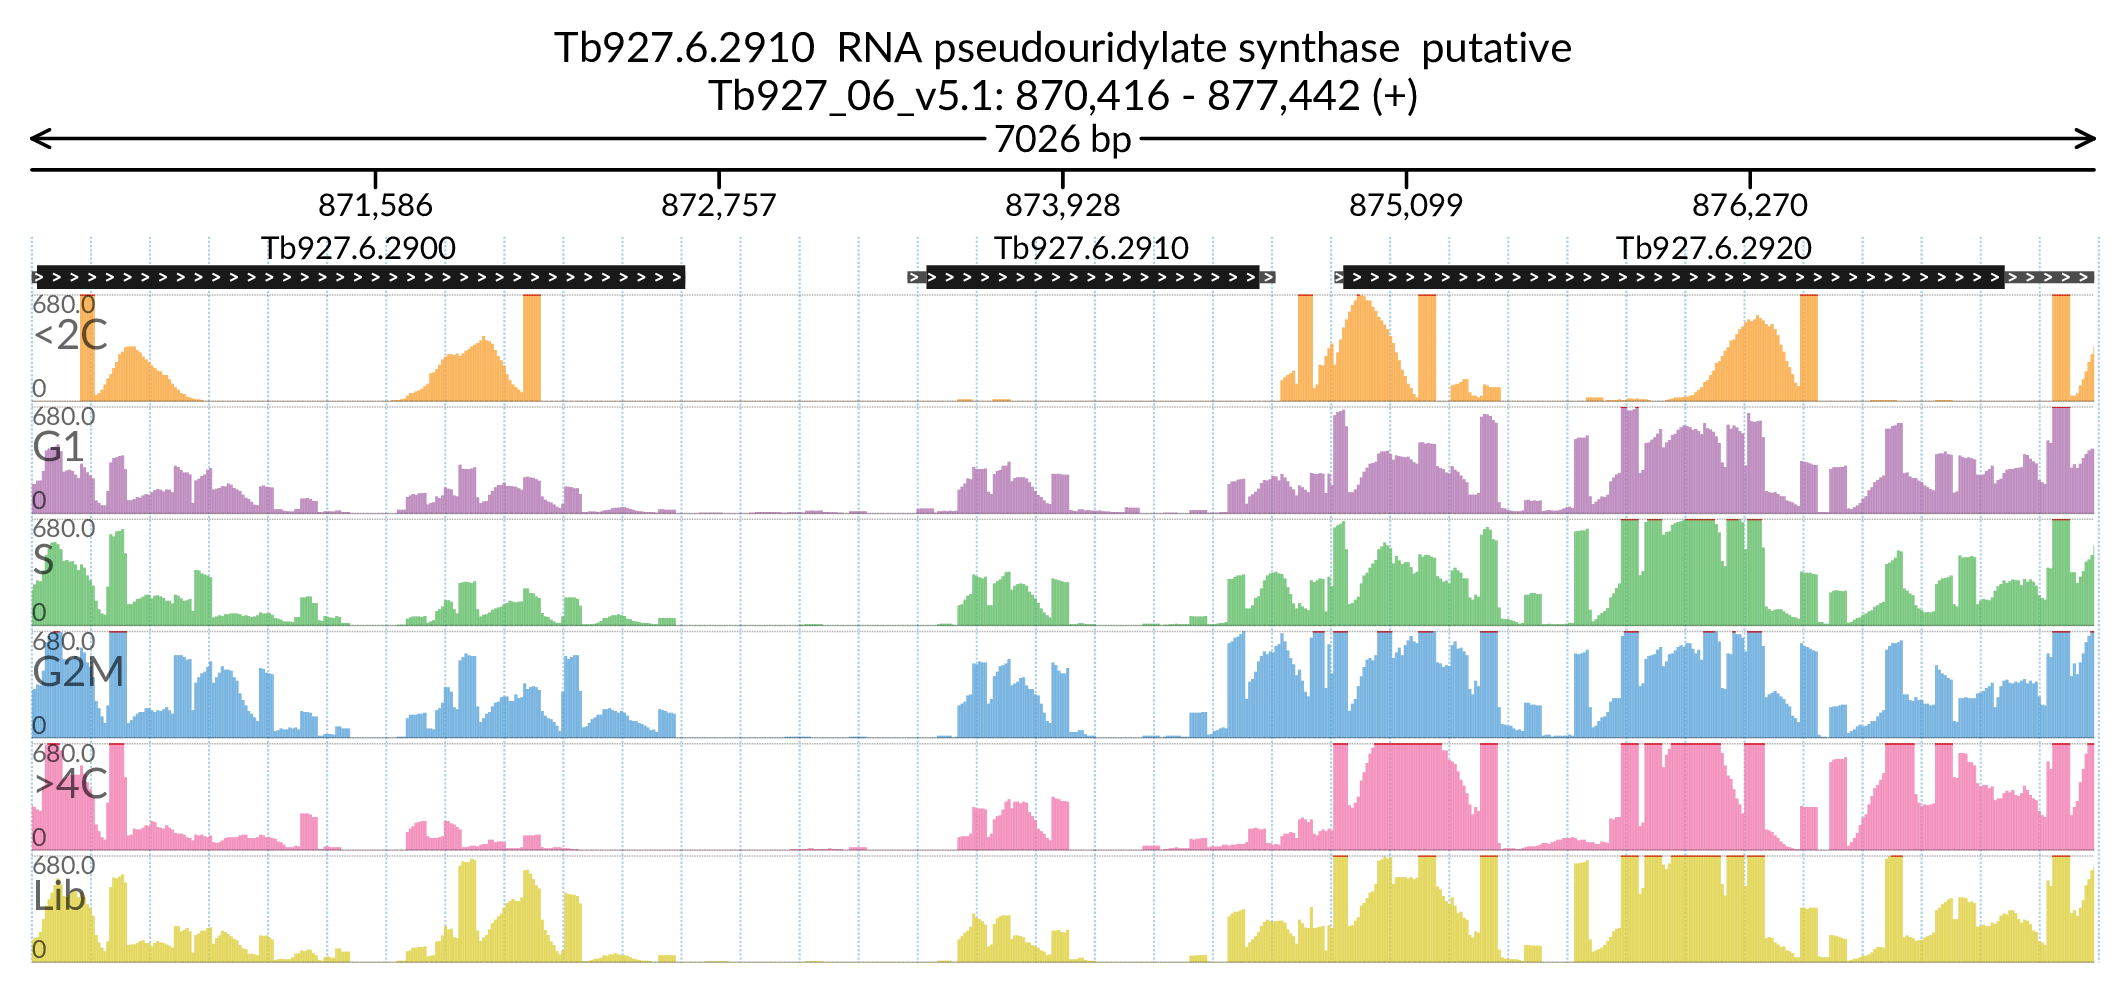 Tb927.6.2910  RNA pseudouridylate synthase  putative
Tb927_06_v5.1: 870,416 - 877,442 (+)
7026 bp
871,586 872,757 873,928 875,099 876,270
Tb927.6.2900 Tb927.6.2910 Tb927.6.2920
680.0
<2C
0
680.0
G1
0
680.0
S
0
680.0
G2M
0
680.0
>4C
0
680.0
Lib
0